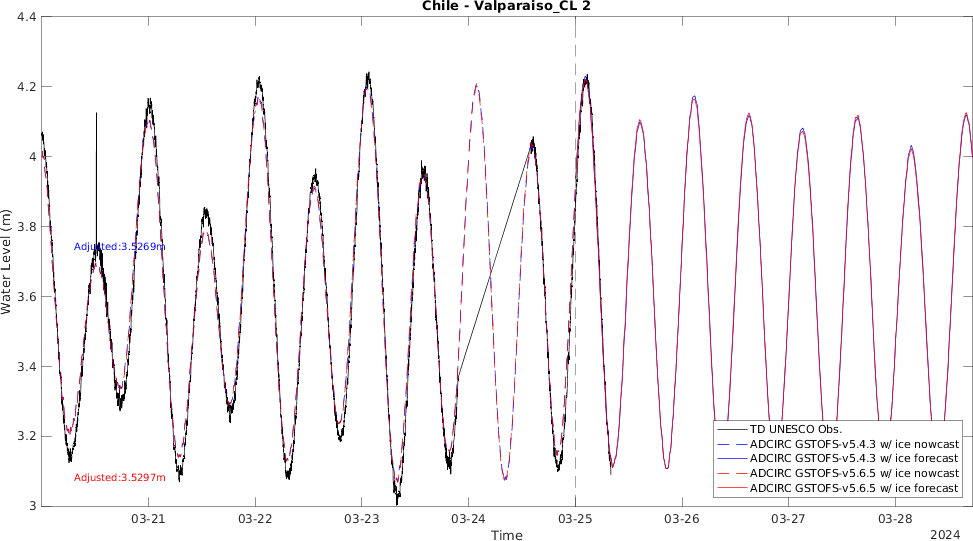 Chile - Valparaiso_CL 2
4.4
4.2
4
3.8
3.6
3.4
3.2
3
Water Level (m)
Adjusted:3.5269m
Adjusted:3.5297m
TD UNESCO Obs.
ADCIRC GSTOFS-v5.4.3 w/ ice nowcast
ADCIRC GSTOFS-v5.4.3 w/ ice forecast
ADCIRC GSTOFS-v5.6.5 w/ ice nowcast
ADCIRC GSTOFS-v5.6.5 w/ ice forecast
03-21
03-22
03-23
03-24
03-25
03-26
03-27
03-28
Time
2024